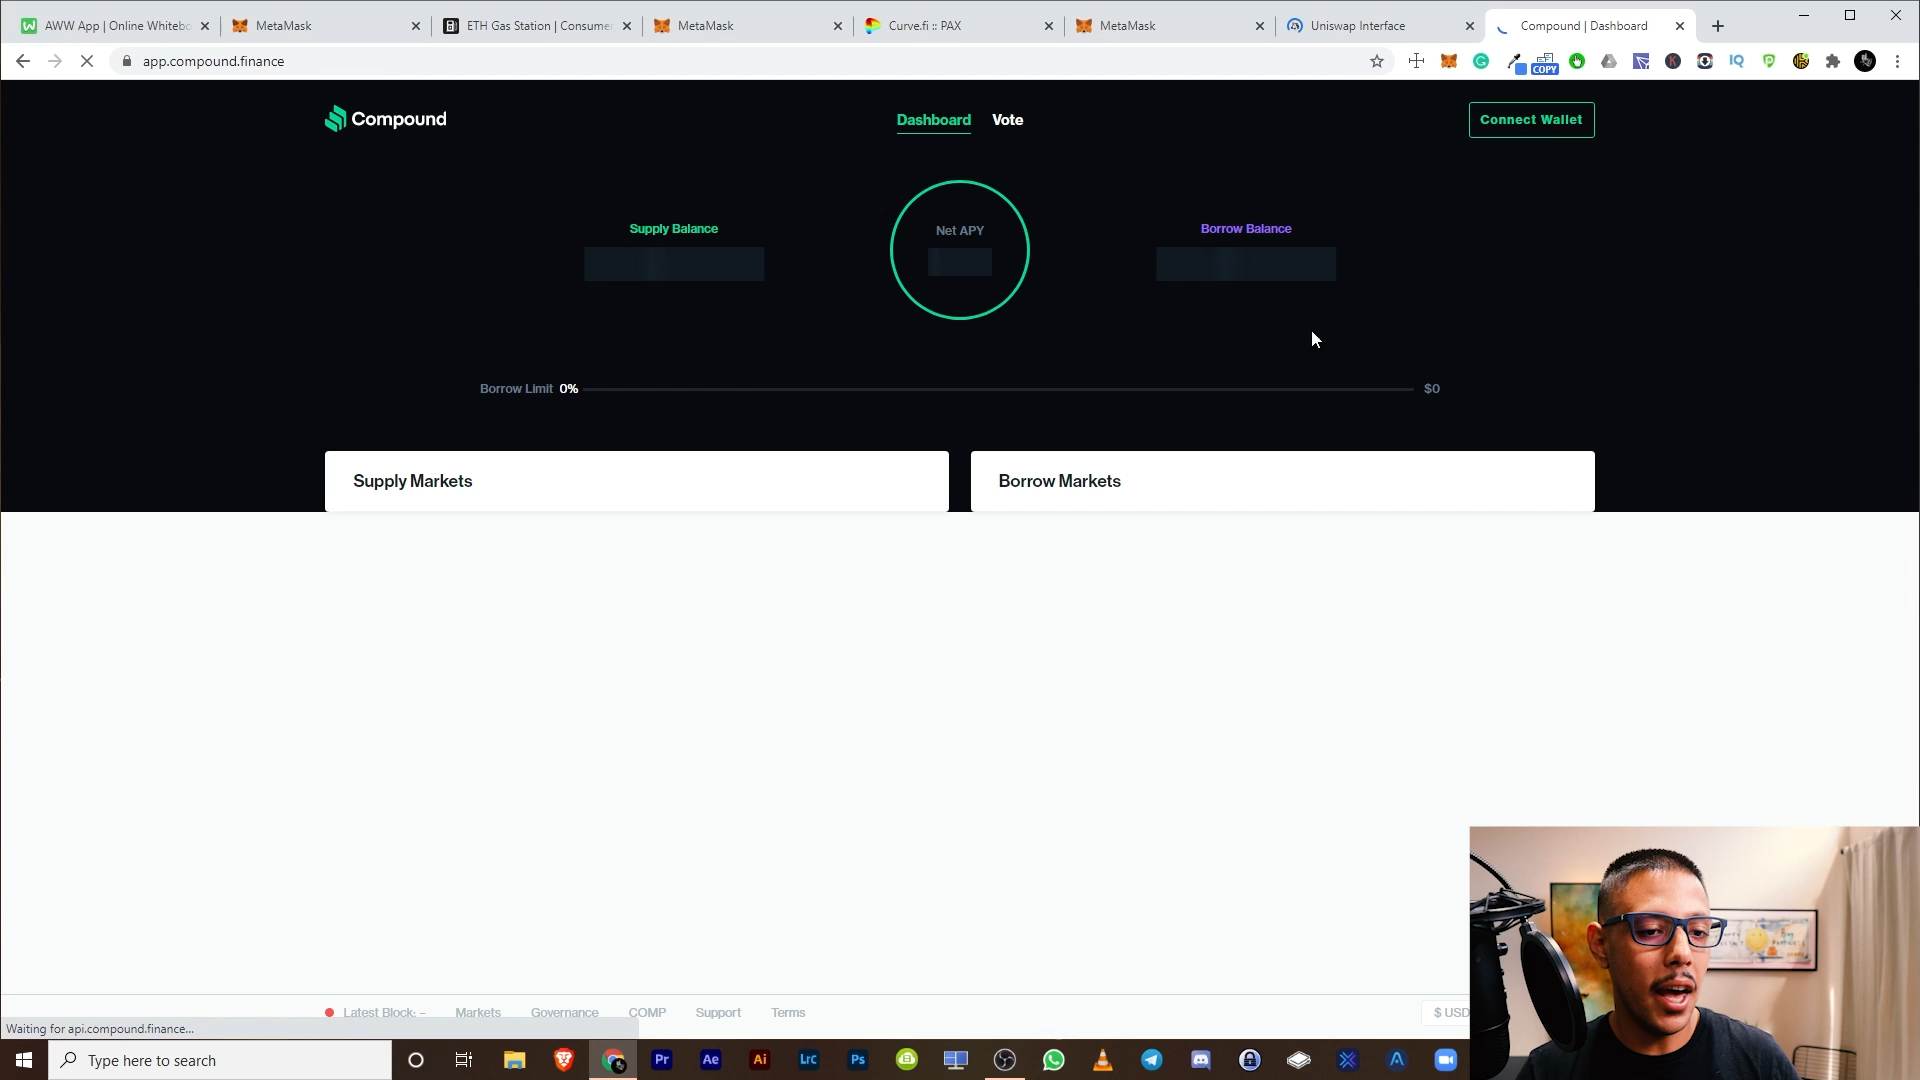 AWW App | Online Whitebo
MetaMask
ETH Gas Station | Consumer
MetaMask
Curve.fi :: PAX
MetaMask
Uniswap Interface
Compound | Dashboard
app.compound.finance
COPY
IQ
Compound
Dashboard
Vote
Connect Wallet
Supply Balance
Net APY
Borrow Balance
Borrow Limit 0%
$0
Supply Markets
Borrow Markets
Latest Block: –
Markets
Governance
COMP
Support
Terms
$ USD
Waiting for api.compound.finance...
Type here to search
Pr
Ae
Ai
Lrc
Ps